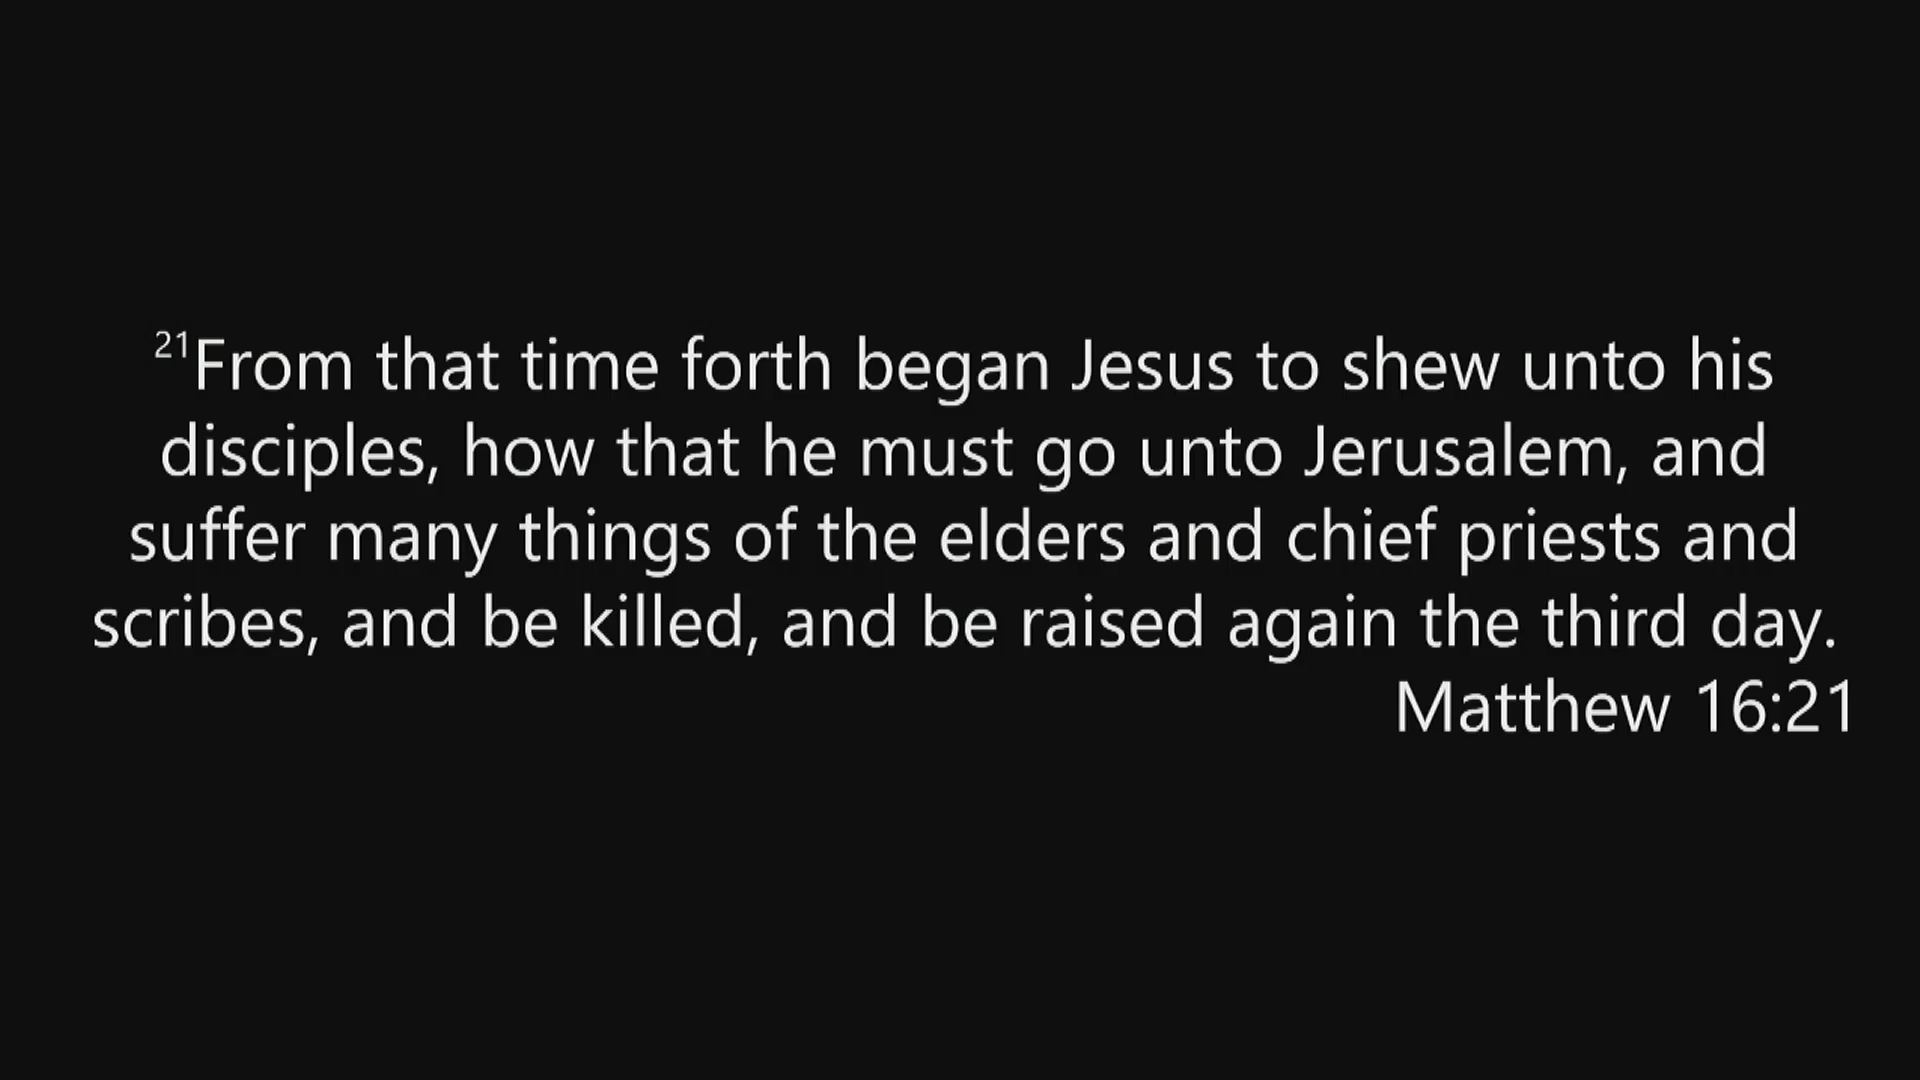 21From that time forth began Jesus to shew unto his
disciples, how that he must go unto Jerusalem, and
suffer many things of the elders and chief priests and
scribes, and be killed, and be raised again the third day.
Matthew 16:21